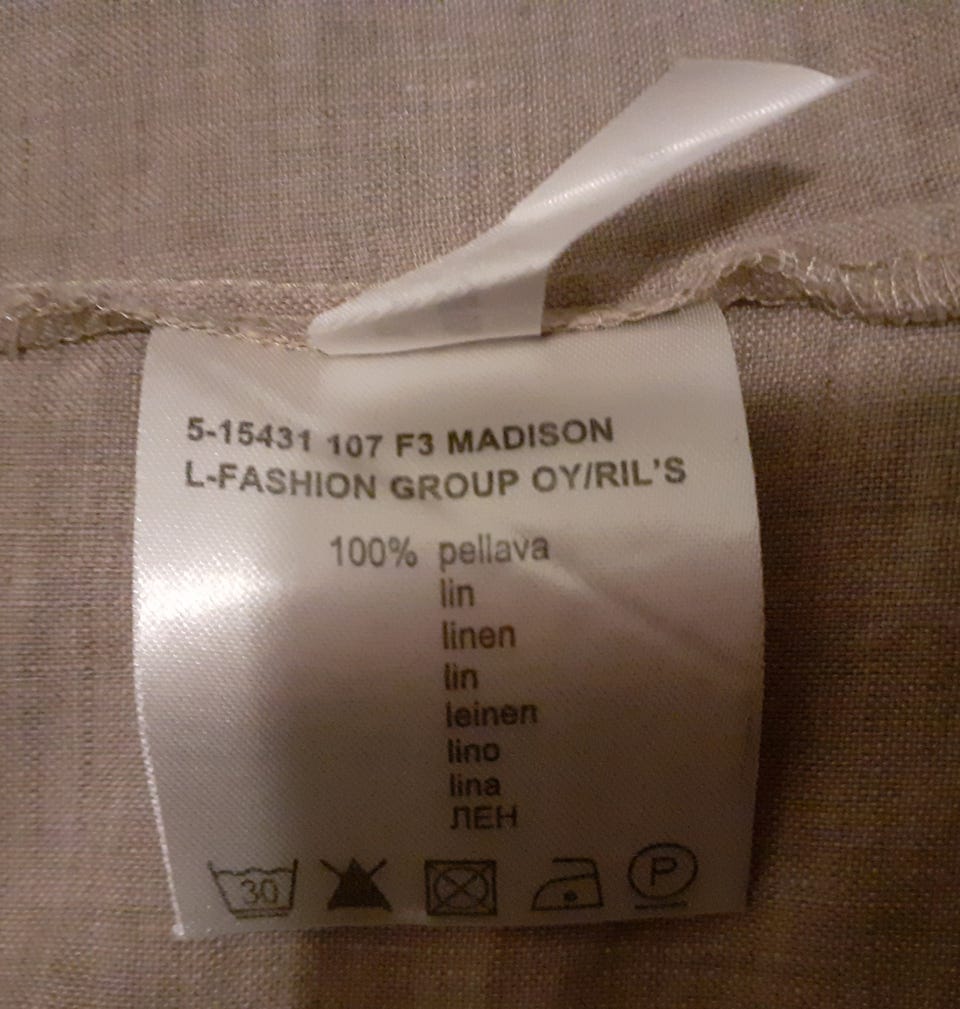 5-15431 107 F3 MADISON
L-FASHION GROUP OY/RIL'S
100% pellava
lin
linen
lin
leinen
lino
lina
ЛЕН
30 P